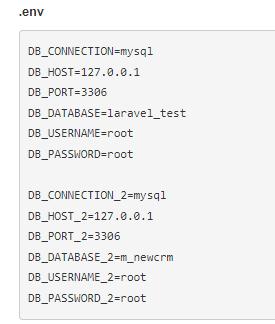 .env
DB_CONNECTION=mysql
DB_HOST=127.0.0.1
DB_PORT=3306
DB_DATABASE=laravel_test
DB_USERNAME=root
DB_PASSWORD=root
DB_CONNECTION_2=mysql
DB_HOST_2=127.0.0.1
DB_PORT_2=3306
DB_DATABASE_2=m_newcrm
DB_USERNAME_2=root
DB_PASSWORD_2=root